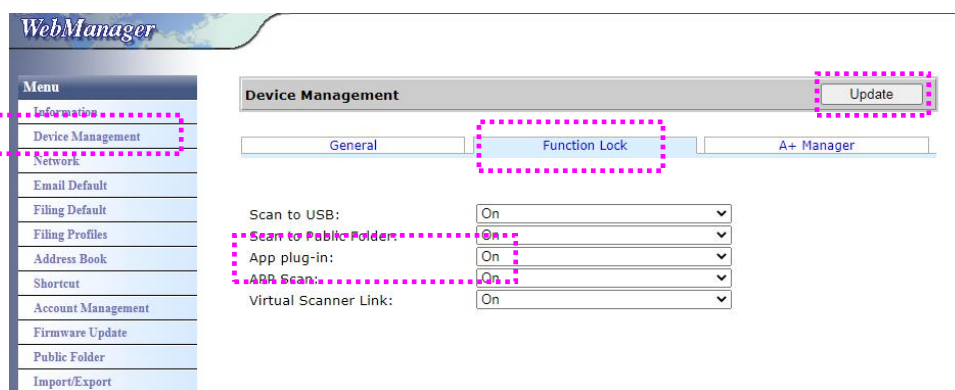 WebManager
Menu
Information
Device Management
Network
Email Default
Filing Default
Filing Profiles
Address Book
Shortcut
Account Management
Firmware Update
Public Folder
Import/Export
Device Management
Update
General
Function Lock
A+ Manager
Scan to USB: On
Scan to Public Folder: On
App plug-in: On
APP Scan: On
Virtual Scanner Link: On